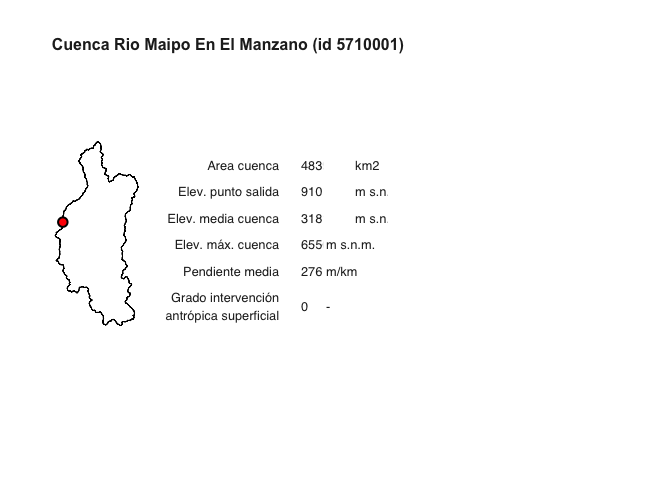 Cuenca Rio Maipo En El Manzano (id 5710001)
Area cuenca 483 km2
Elev. punto salida 910 m s.n.
Elev. media cuenca 318 m s.n.
Elev. máx. cuenca 655 m s.n.m.
Pendiente media 276 m/km
Grado intervención
antrópica superficial 0 -